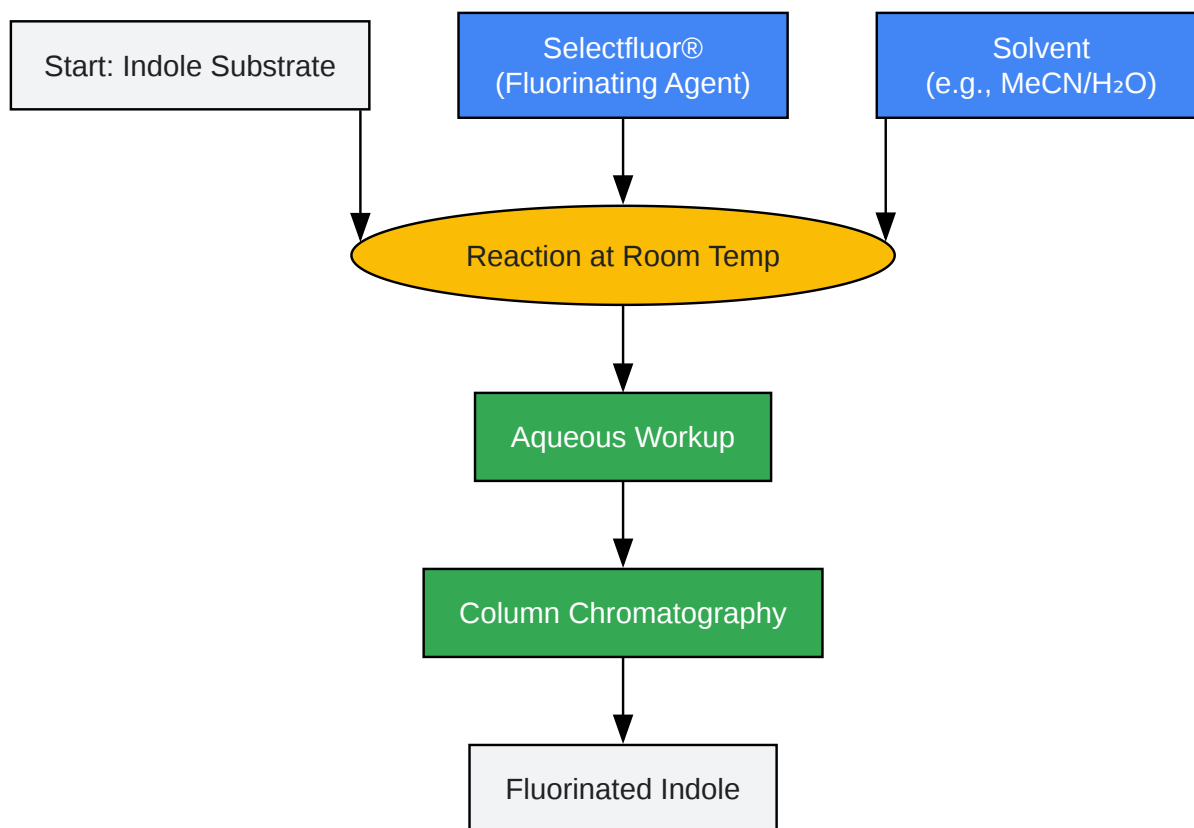 Start: Indole Substrate
Selectfluor®
(Fluorinating Agent)
Solvent
(e.g., MeCN/H₂O)
Reaction at Room Temp
Aqueous Workup
Column Chromatography
Fluorinated Indole